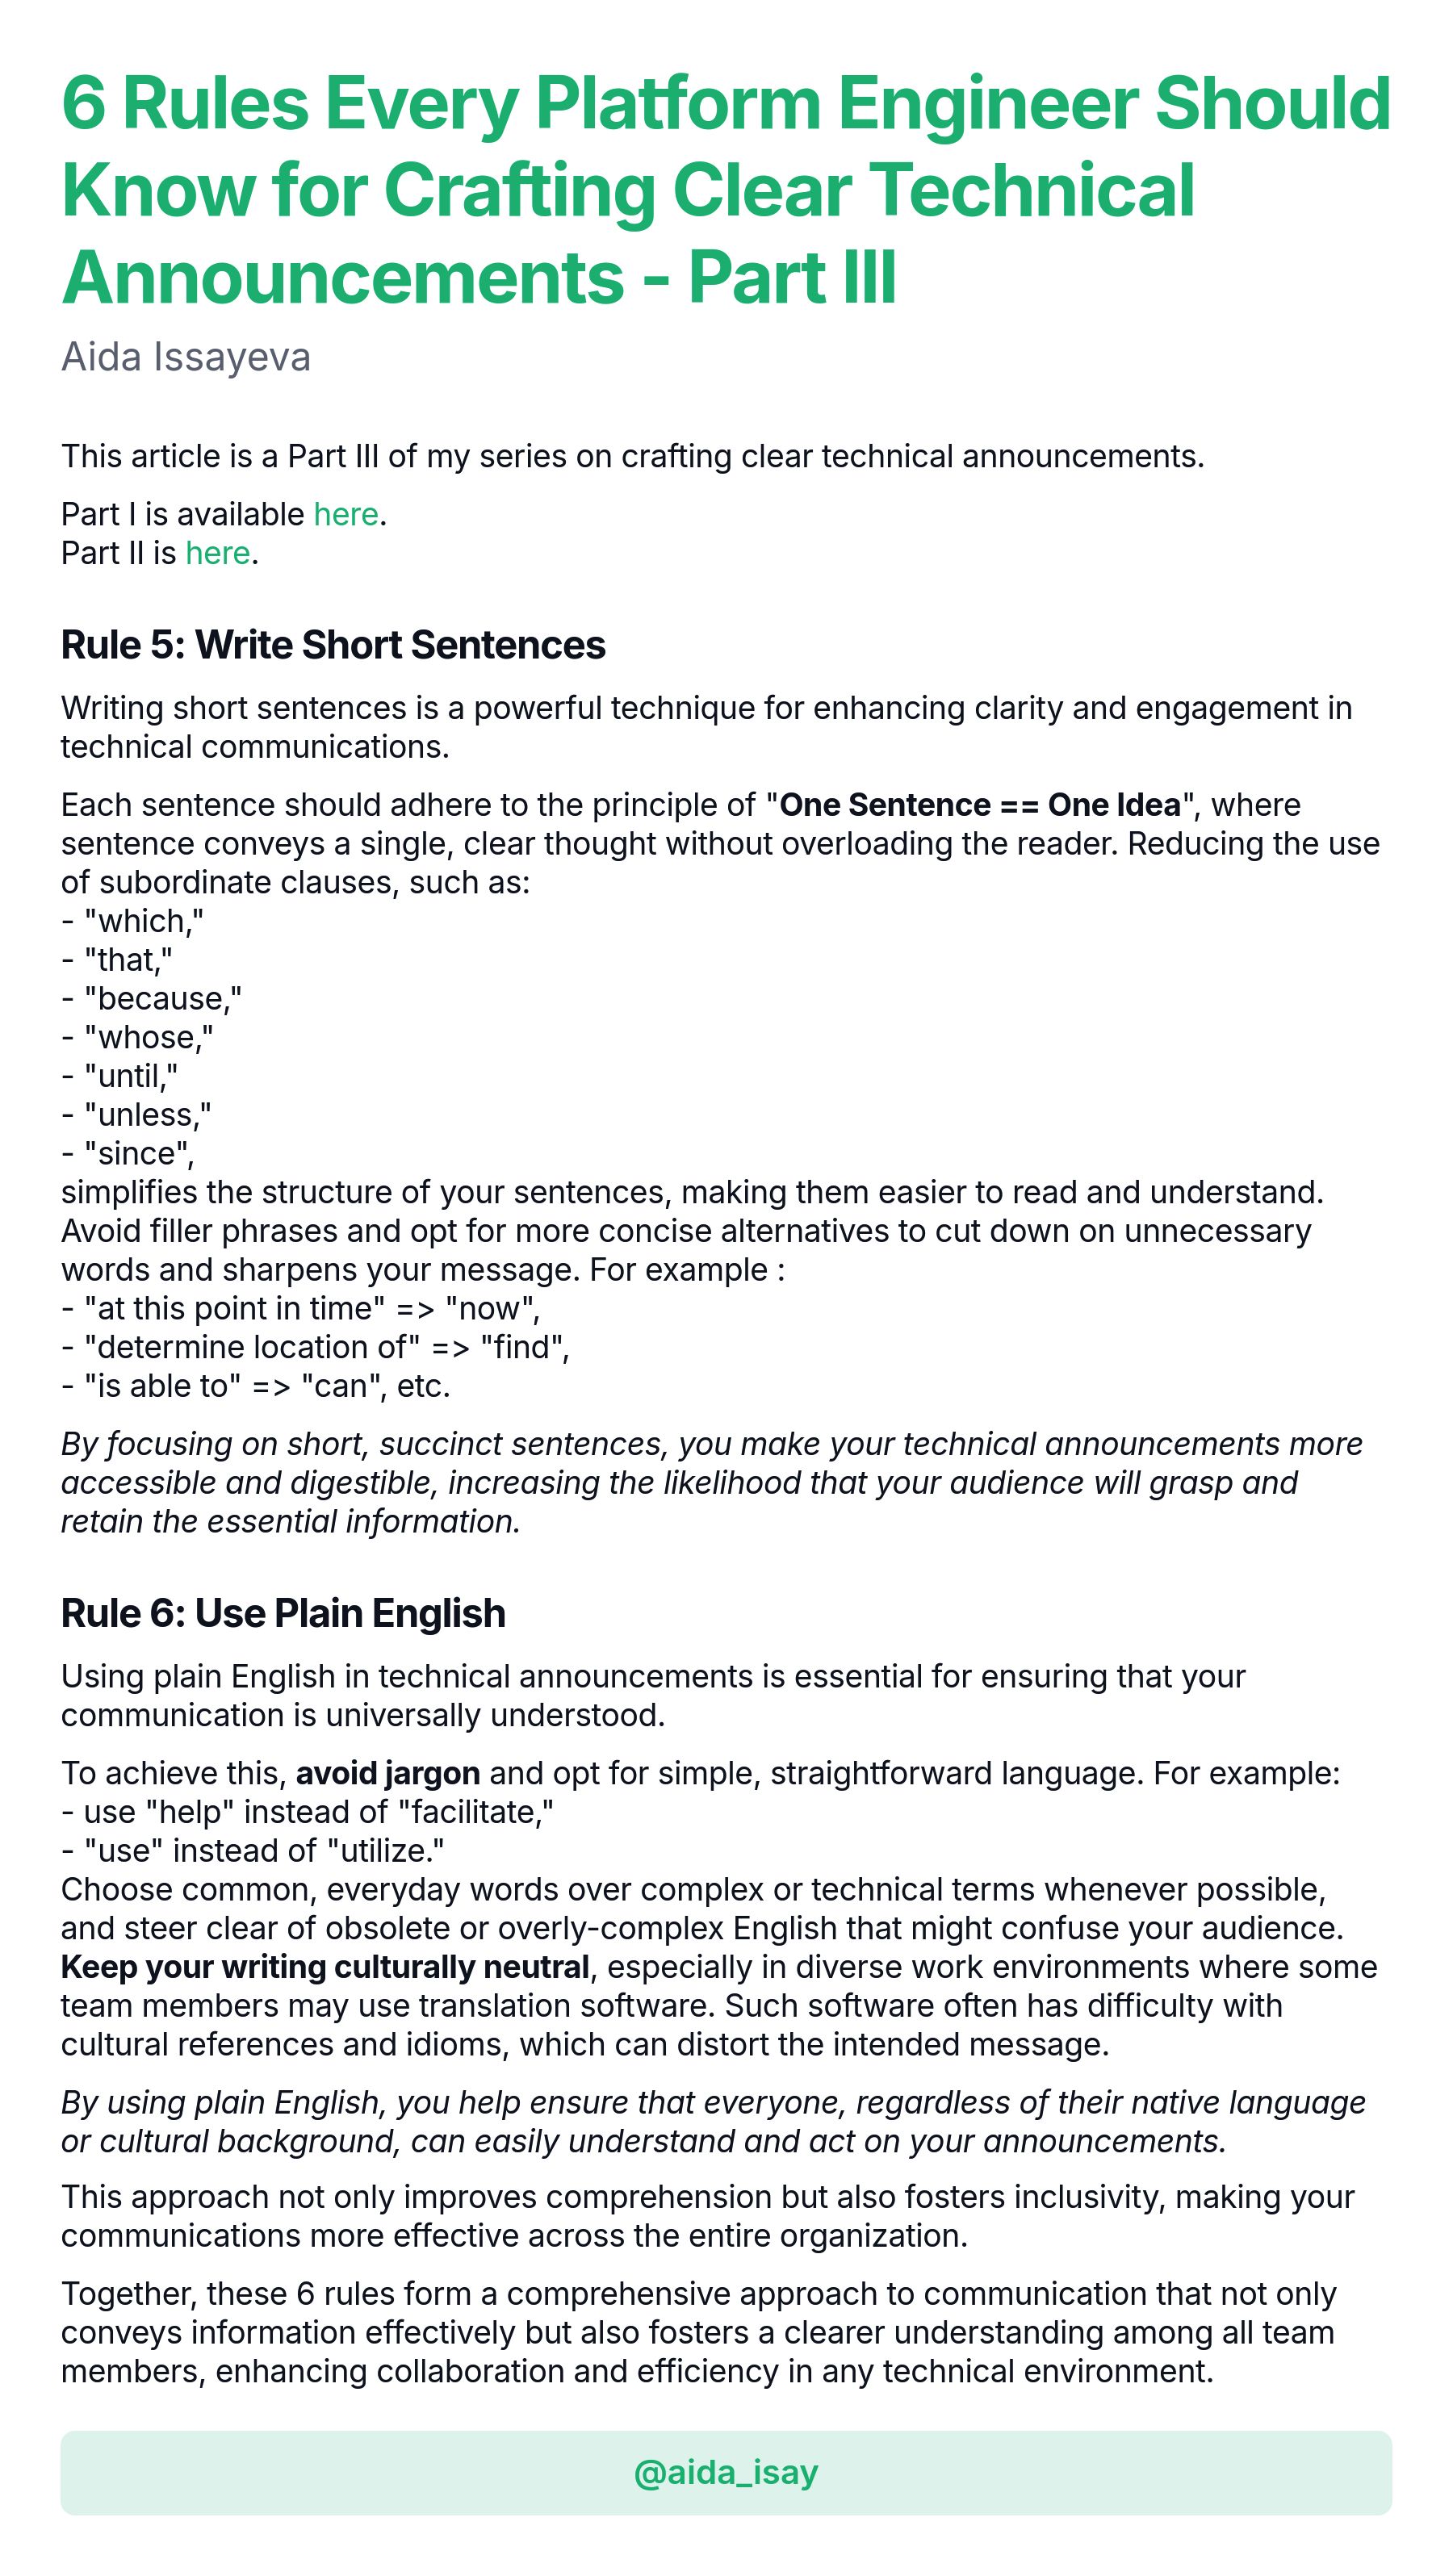 6 Rules Every Platform Engineer Should
Know for Crafting Clear Technical
Announcements - Part III
Aida Issayeva
This article is a Part III of my series on crafting clear technical announcements.
Part I is available here.
Part II is here.
Rule 5: Write Short Sentences
Writing short sentences is a powerful technique for enhancing clarity and engagement in
technical communications.
Each sentence should adhere to the principle of "One Sentence == One Idea", where
sentence conveys a single, clear thought without overloading the reader. Reducing the use
of subordinate clauses, such as:
- "which,"
- "that,"
- "because,"
- "whose,"
- "until,"
- "unless,"
- "since",
simplifies the structure of your sentences, making them easier to read and understand.
Avoid filler phrases and opt for more concise alternatives to cut down on unnecessary
words and sharpens your message. For example :
- "at this point in time" => "now",
- "determine location of" => "find",
- "is able to" => "can", etc.
By focusing on short, succinct sentences, you make your technical announcements more
accessible and digestible, increasing the likelihood that your audience will grasp and
retain the essential information.
Rule 6: Use Plain English
Using plain English in technical announcements is essential for ensuring that your
communication is universally understood.
To achieve this, avoid jargon and opt for simple, straightforward language. For example:
- use "help" instead of "facilitate,"
- "use" instead of "utilize."
Choose common, everyday words over complex or technical terms whenever possible,
and steer clear of obsolete or overly-complex English that might confuse your audience.
Keep your writing culturally neutral, especially in diverse work environments where some
team members may use translation software. Such software often has difficulty with
cultural references and idioms, which can distort the intended message.
By using plain English, you help ensure that everyone, regardless of their native language
or cultural background, can easily understand and act on your announcements.
This approach not only improves comprehension but also fosters inclusivity, making your
communications more effective across the entire organization.
Together, these 6 rules form a comprehensive approach to communication that not only
conveys information effectively but also fosters a clearer understanding among all team
members, enhancing collaboration and efficiency in any technical environment.
@aida_isay